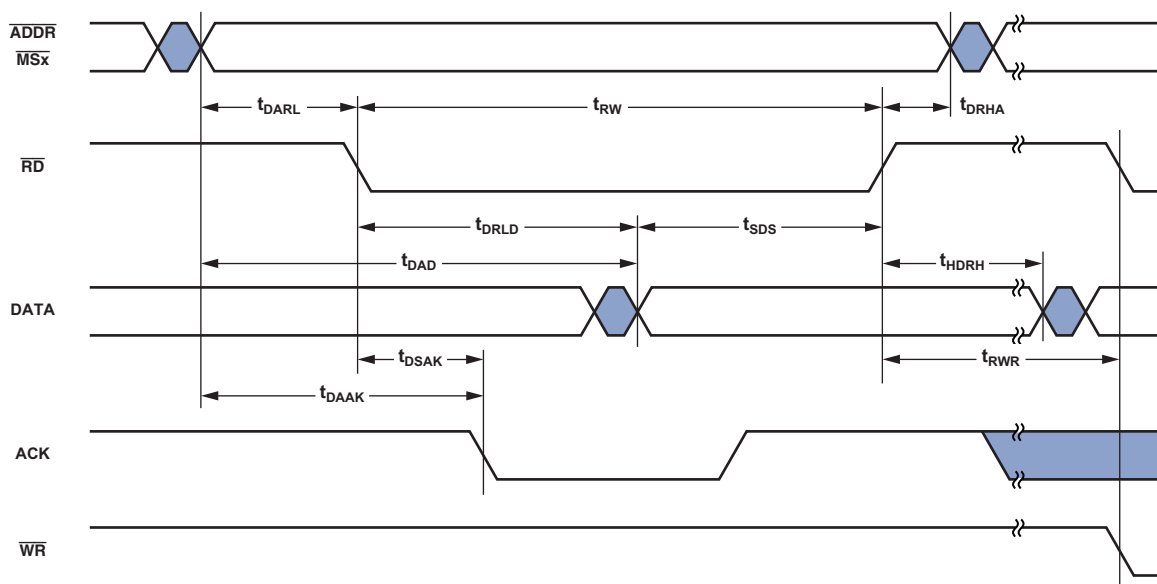 ADDR
MSx
tDARL
tRW
tDRHA
RD
tDRLD
tSDS
tDAD
tHDRH
DATA
tDSAK
tRWR
tDAAK
ACK
WR